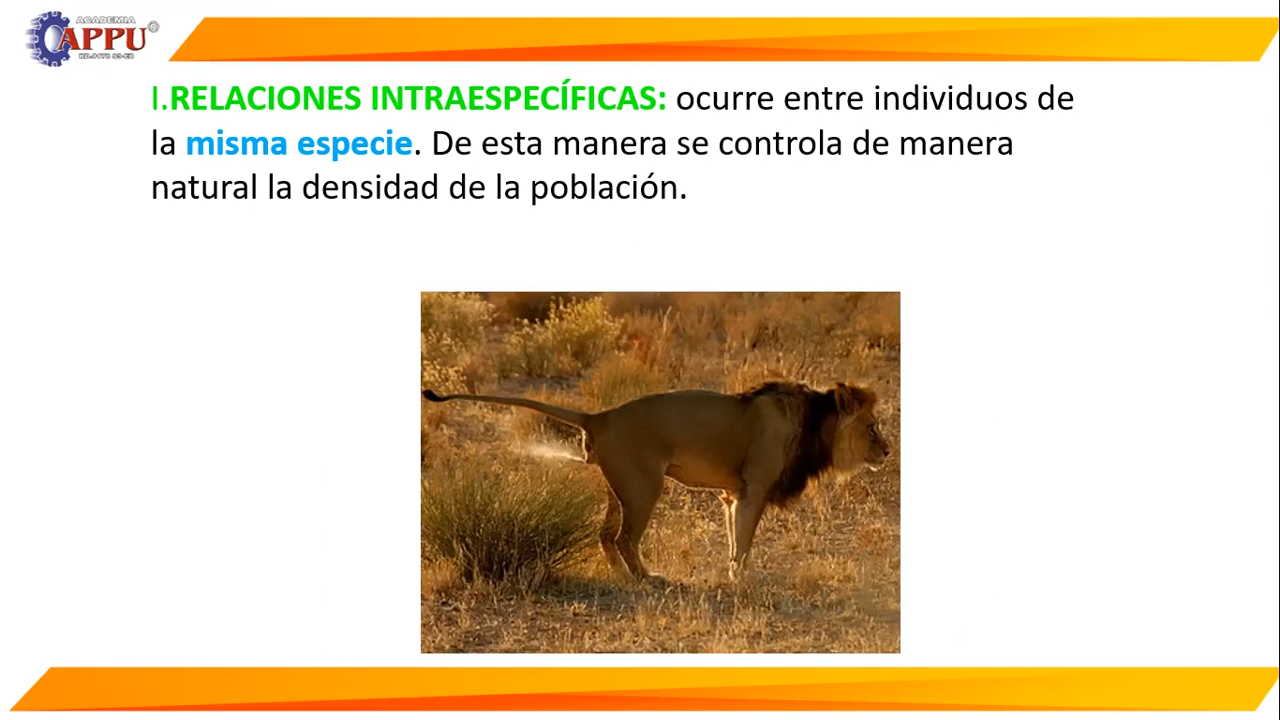 ACADEMIA
APPU®
I.RELACIONES INTRAESPECÍFICAS: ocurre entre individuos de
la misma especie. De esta manera se controla de manera
natural la densidad de la población.